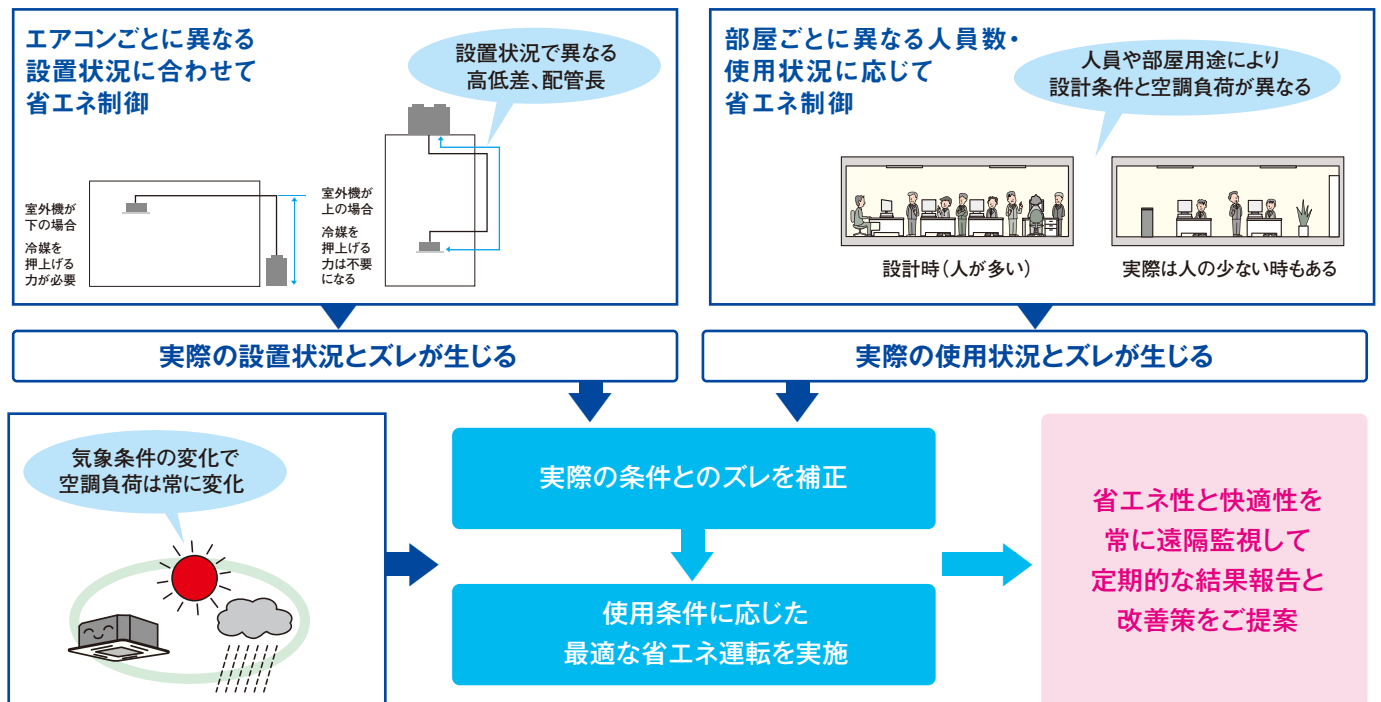 エアコンごとに異なる
設置状況に合わせて
省エネ制御
設置状況で異なる
高低差、配管長
室外機が
下の場合
冷媒を
押上げる
力が必要
室外機が
上の場合
冷媒を
押上げる
力は不要
になる
部屋ごとに異なる人員数・
使用状況に応じて
省エネ制御
人員や部屋用途により
設計条件と空調負荷が異なる
設計時（人が多い）
実際は人の少ない時もある
実際の設置状況とズレが生じる
実際の使用状況とズレが生じる
気象条件の変化で
空調負荷は常に変化
実際の条件とのズレを補正
使用条件に応じた
最適な省エネ運転を実施
省エネ性と快適性を
常に遠隔監視して
定期的な結果報告と
改善策をご提案